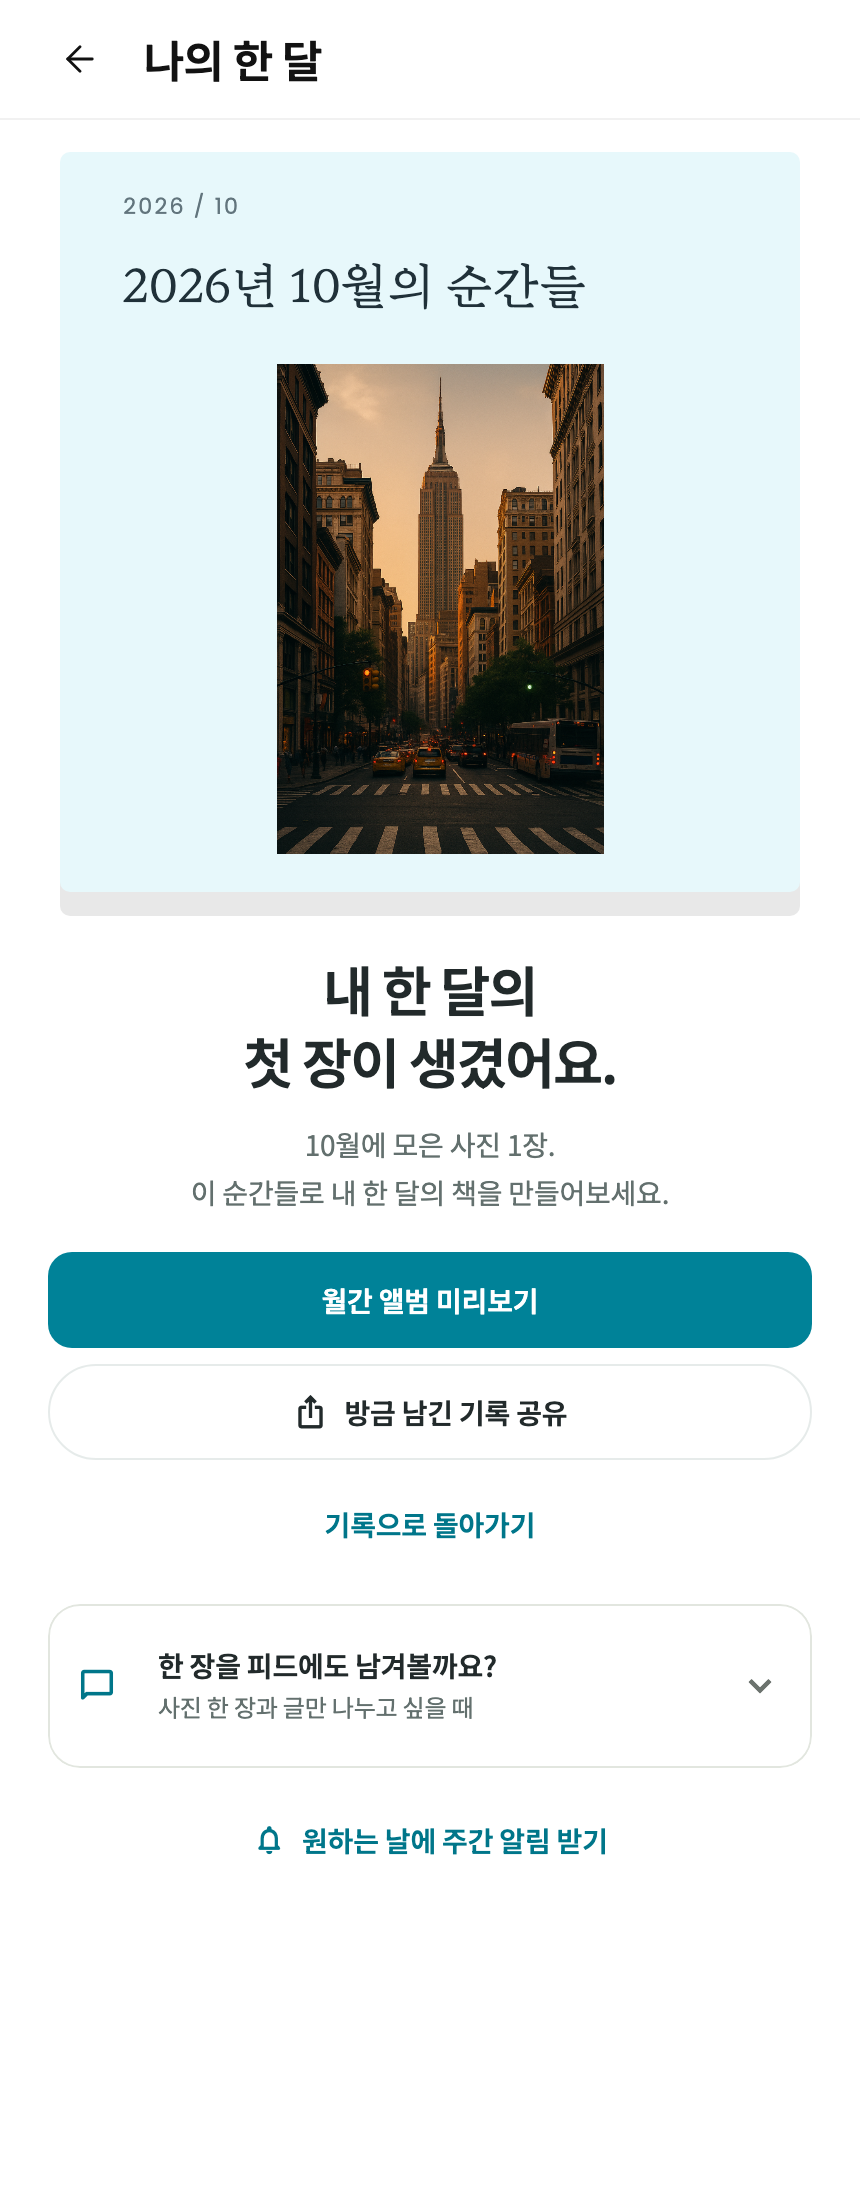 나의 한 달
2026 / 10
2026년 10월의 순간들
내 한 달의
첫 장이 생겼어요.
10월에 모은 사진 1장.
이 순간들로 내 한 달의 책을 만들어보세요.
월간 앨범 미리보기
방금 남긴 기록 공유
기록으로 돌아가기
한 장을 피드에도 남겨볼까요?
사진 한 장과 글만 나누고 싶을 때
원하는 날에 주간 알림 받기